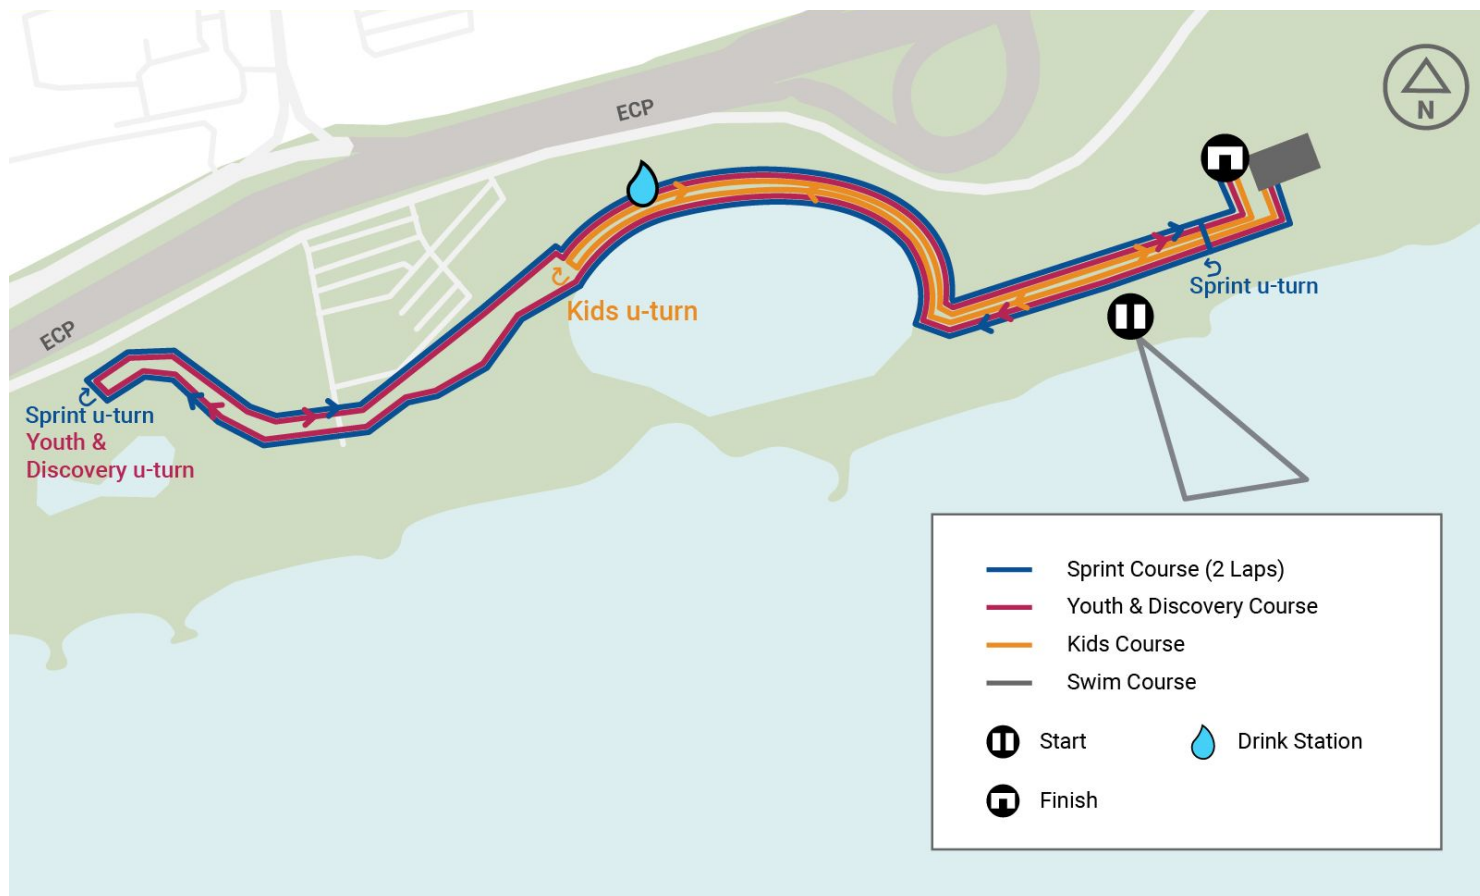 ECP
N
ECP
Kids u-turn
Sprint u-turn
Sprint u-turn
Youth &
Discovery u-turn
Sprint Course (2 Laps)
Youth & Discovery Course
Kids Course
Swim Course
Start
Drink Station
Finish